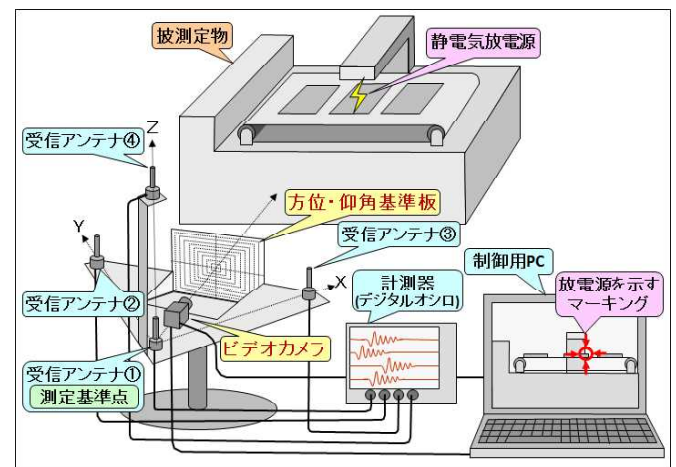 被測定物
静電気放電源
受信アンテナ④
Z
方位・仰角基準板
Y
受信アンテナ③
制御用PC
X
計測器
(デジタルオシロ)
放電源を示す
マーキング
受信アンテナ②
ビデオカメラ
受信アンテナ①
測定基準点